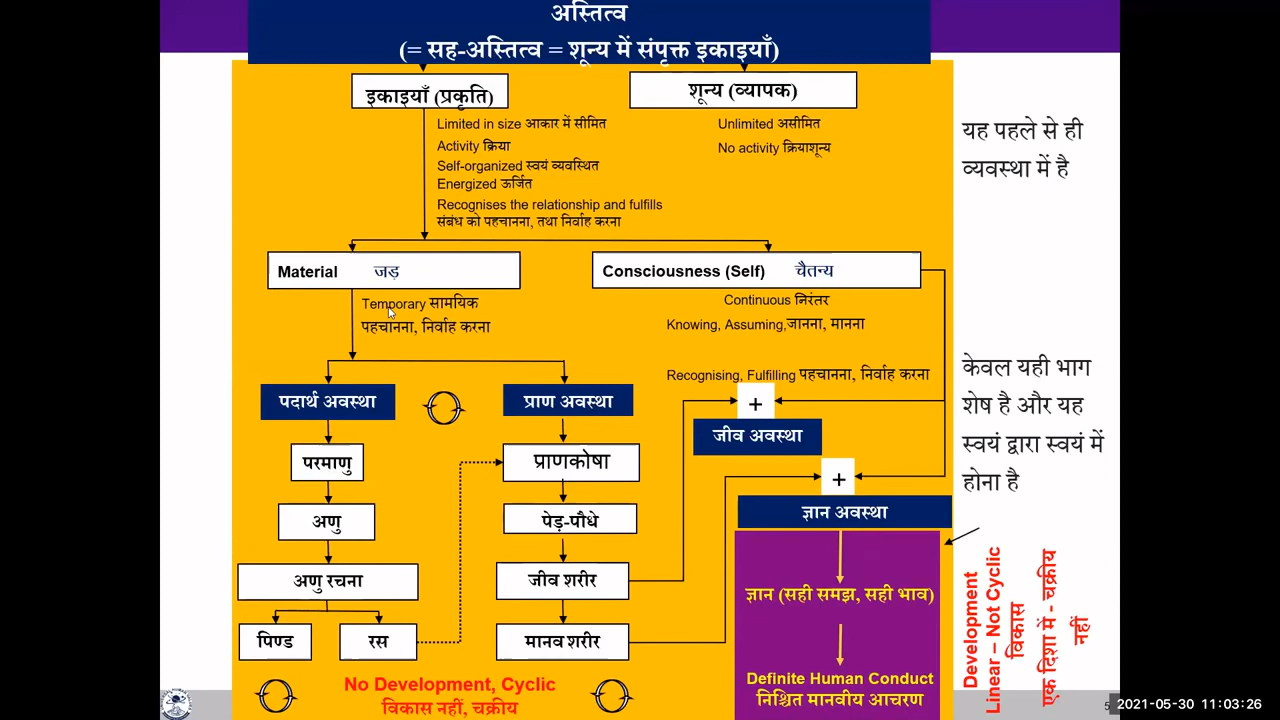 अस्तित्व
(= सह-अस्तित्व = शून्य में संपृक्त इकाइयाँ)
इकाइयाँ (प्रकृति)
शून्य (व्यापक)
Limited in size आकार में सीमित
Activity क्रिया
Self-organized स्वयं व्यवस्थित
Energized ऊर्जित
Recognises the relationship and fulfills
संबंध को पहचानना, तथा निर्वाह करना
Unlimited असीमित
No activity क्रियाशून्य
यह पहले से ही
व्यवस्था में है
Material जड़
Consciousness (Self) चैतन्य
Temporary सामयिक
पहचानना, निर्वाह करना
Continuous निरंतर
Knowing, Assuming,जानना, मानना
Recognising, Fulfilling पहचानना, निर्वाह करना
केवल यही भाग
शेष है और यह
स्वयं द्वारा स्वयं में
होना है
पदार्थ अवस्था
प्राण अवस्था
+
जीव अवस्था
परमाणु
प्राणकोषा
+
ज्ञान अवस्था
अणु
पेड़-पौधे
अणु रचना
जीव शरीर
ज्ञान (सही समझ, सही भाव)
पिण्ड
रस
मानव शरीर
Definite Human Conduct
निश्चित मानवीय आचरण
No Development, Cyclic
विकास नहीं, चक्रीय
Development
Linear – Not Cyclic
विकास
एक दिशा में - चक्रीय
नहीं
5
2021-05-30 11:03:26